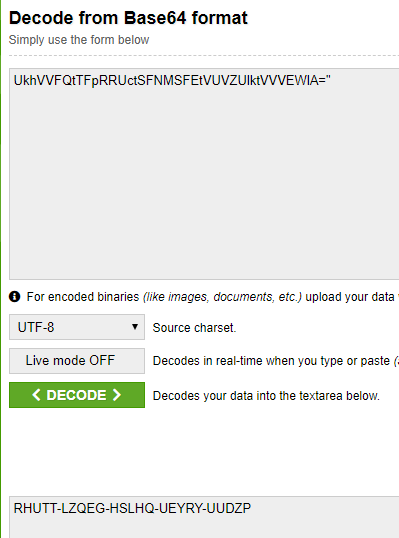 Decode from Base64 format
Simply use the form below
UkhVVFQtTFpRRUctSFNMSFEtVUVZUlktVVVEWlA="
For encoded binaries (like images, documents, etc.) upload your data
UTF-8
Source charset.
Live mode OFF
Decodes in real-time when you type or paste (
< DECODE >
Decodes your data into the textarea below.
RHUTT-LZQEG-HSLHQ-UEYRY-UUDZP